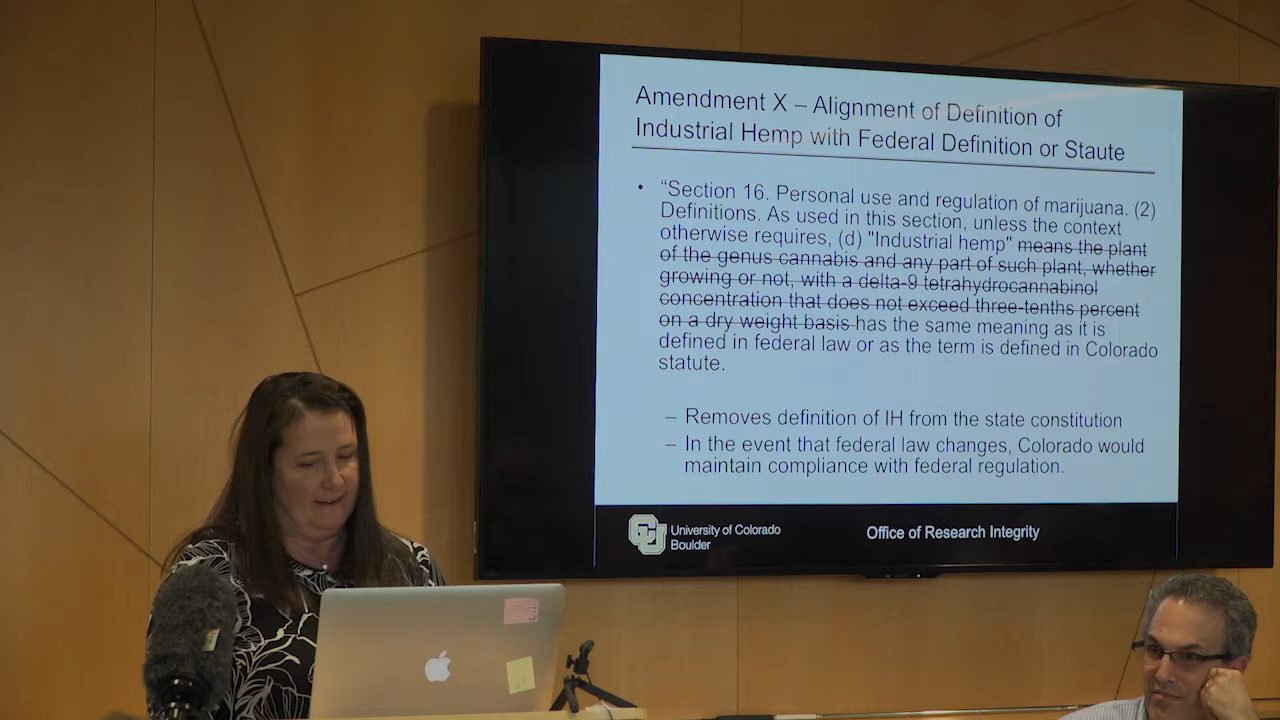 Amendment X – Alignment of Definition of
Industrial Hemp with Federal Definition or Staute
• “Section 16. Personal use and regulation of marijuana. (2)
Definitions. As used in this section, unless the context
otherwise requires, (d) "Industrial hemp" means the plant
of the genus cannabis and any part of such plant, whether
growing or not, with a delta-9 tetrahydrocannabinol
concentration that does not exceed three-tenths percent
on a dry weight basis has the same meaning as it is
defined in federal law or as the term is defined in Colorado
statute.
– Removes definition of IH from the state constitution
– In the event that federal law changes, Colorado would
maintain compliance with federal regulation.
CU
University of Colorado
Boulder
Office of Research Integrity